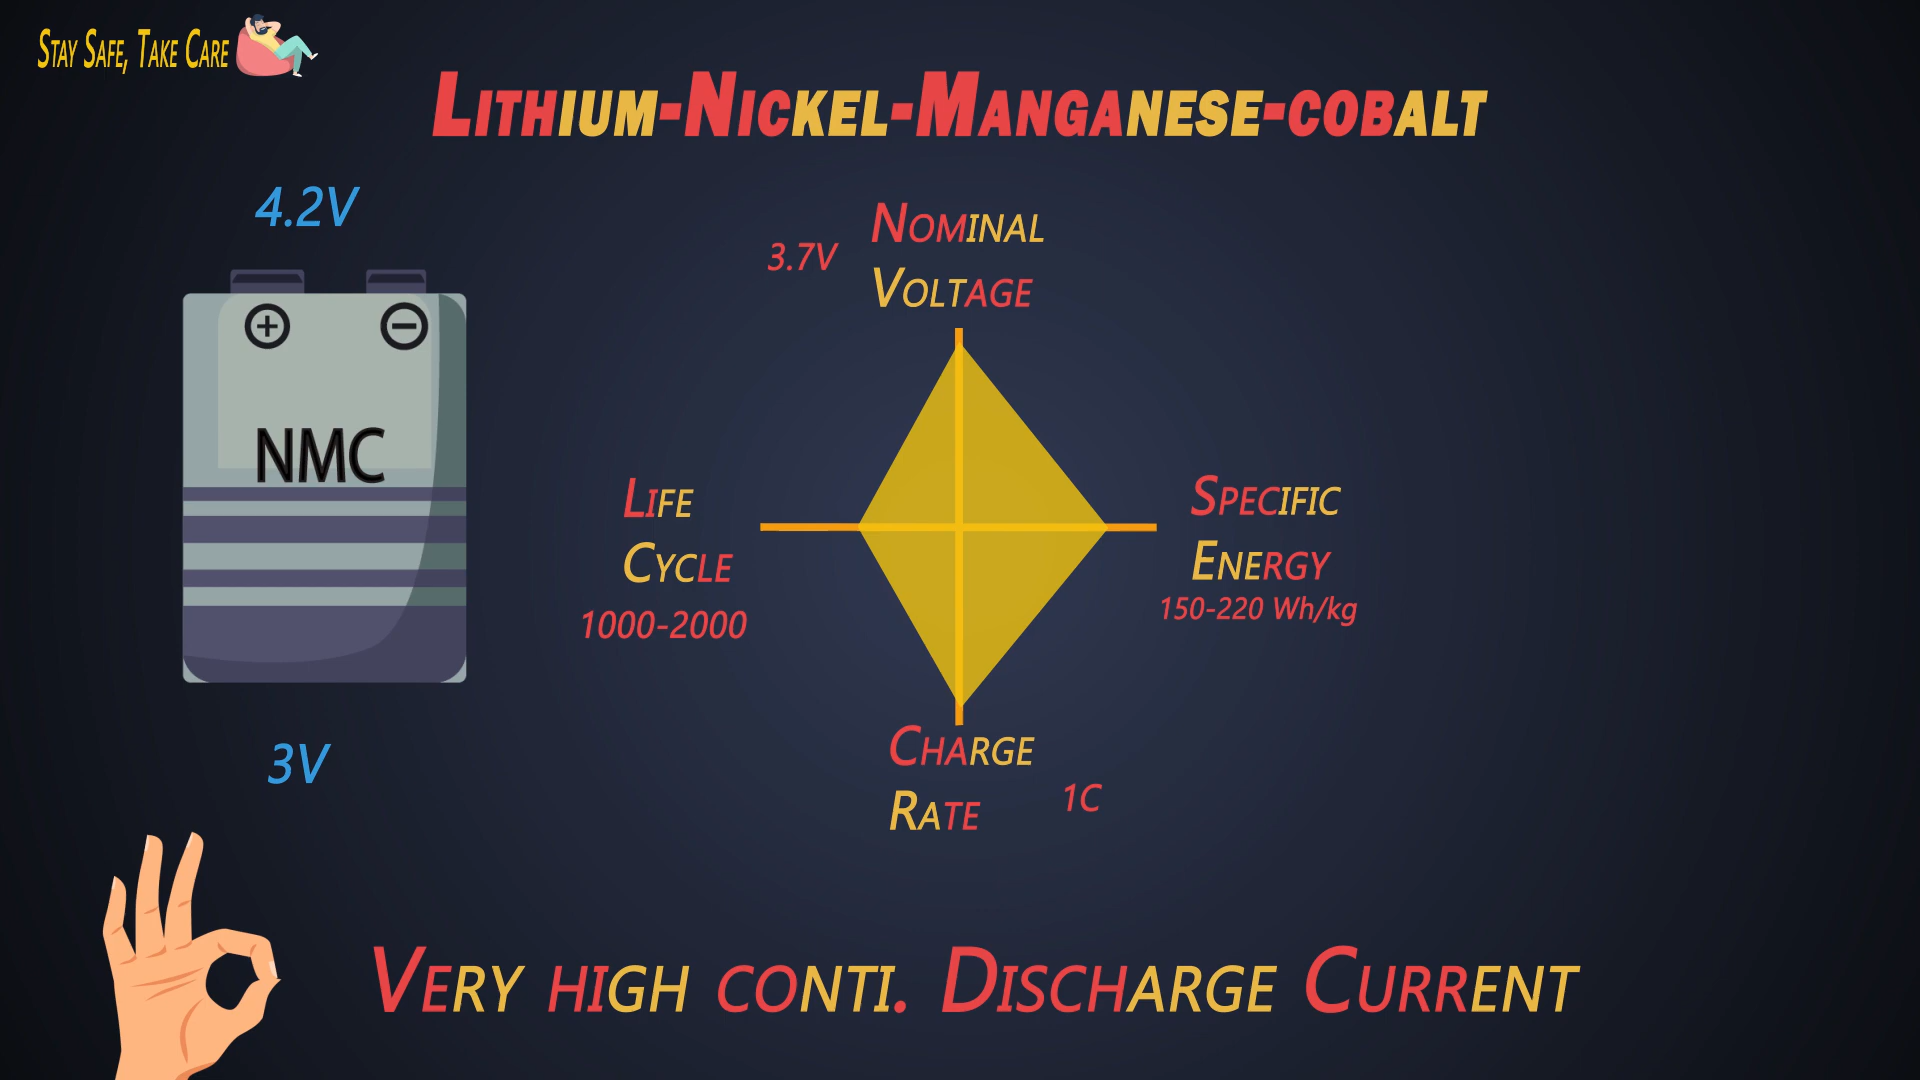 Stay Safe, Take Care
Lithium-Nickel-Manganese-cobalt
4.2V
+ −
NMC
3V
3.7V
Nominal
Voltage
Life
Cycle
1000-2000
Specific
Energy
150-220 Wh/kg
Charge
Rate
1C
Very high conti. Discharge Current